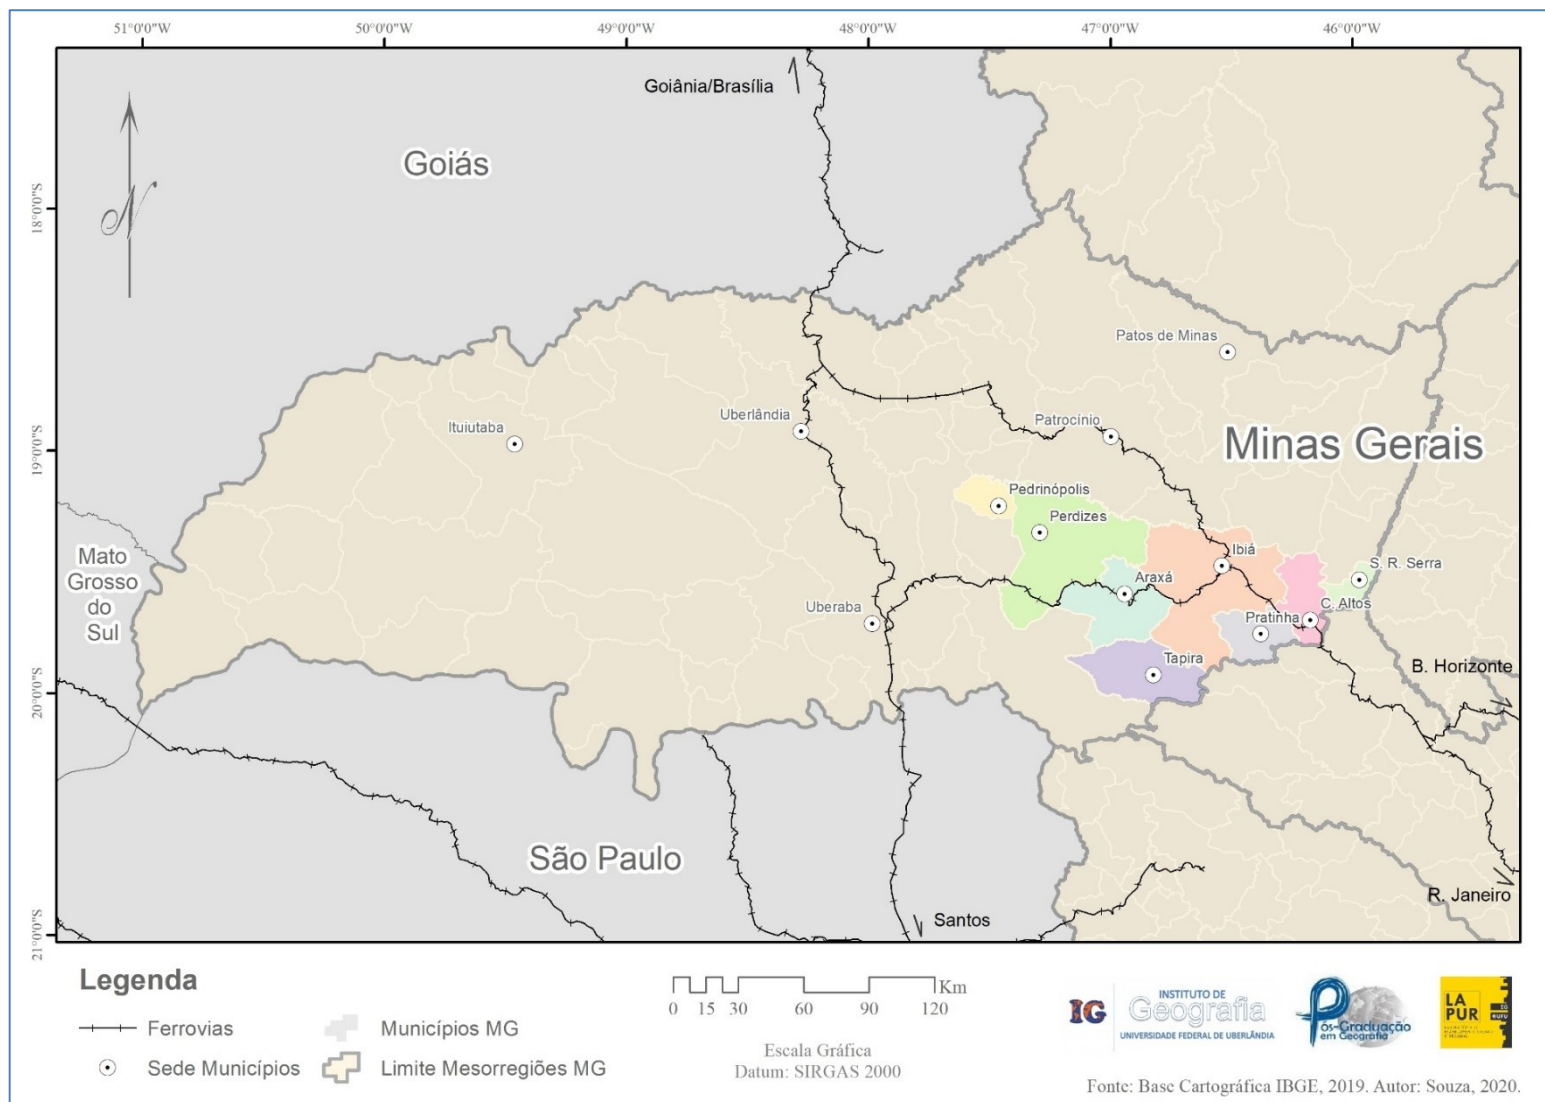 51°0'0"W
50°0'0"W
49°0'0"W
48°0'0"W
47°0'0"W
46°0'0"W
18°0'0"S
19°0'0"S
20°0'0"S
21°0'0"S
N
Goiânia/Brasília
Goiás
Patos de Minas
Uberlândia
Patrocínio
Ituiutaba
Minas Gerais
Pedrinópolis
Perdizes
Ibiá
S. R. Serra
Mato
Grosso
do
Sul
Araxá
Uberaba
C. Altos
Pratinha
Tapira
B. Horizonte
São Paulo
R. Janeiro
Santos
Legenda
Ferrovias
Municípios MG
Sede Municípios
Limite Mesorregiões MG
Km
0 15 30 60 90 120
Escala Gráfica
Datum: SIRGAS 2000
IG
INSTITUTO DE
Geografia
UNIVERSIDADE FEDERAL DE UBERLÂNDIA
Pós-Graduação
em Geografia
LA
PUR
Fonte: Base Cartográfica IBGE, 2019. Autor: Souza, 2020.